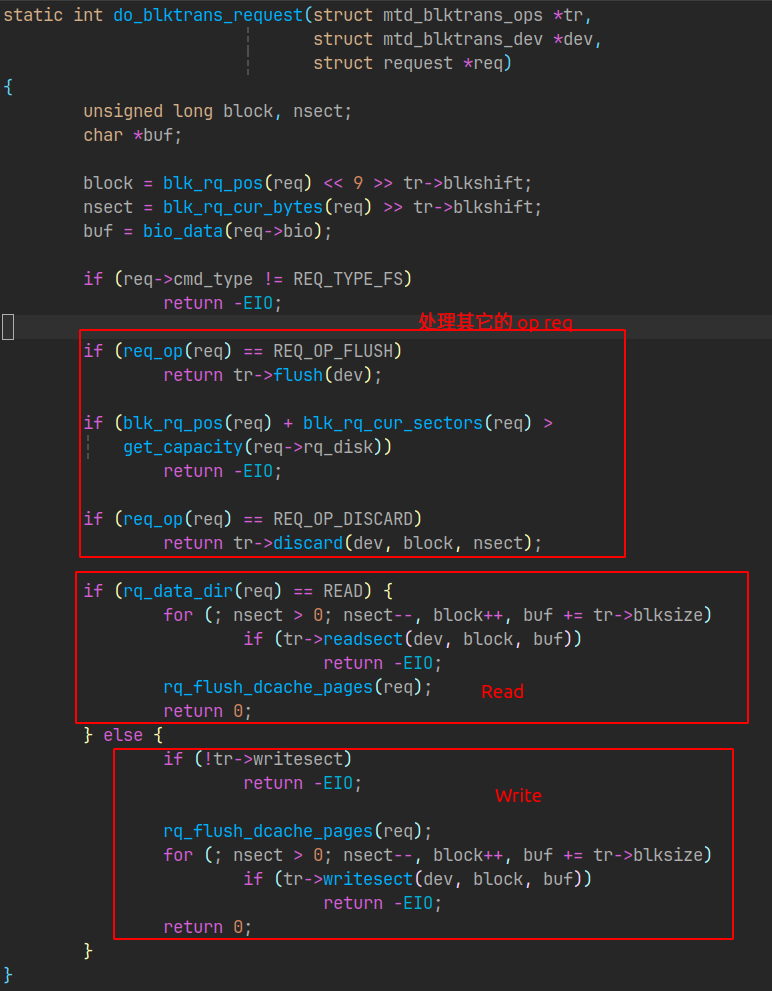 static int do_blktrans_request(struct mtd_blktrans_ops *tr,
struct mtd_blktrans_dev *dev,
struct request *req)
{
unsigned long block, nsect;
char *buf;
block = blk_rq_pos(req) << 9 >> tr->blkshift;
nsect = blk_rq_cur_bytes(req) >> tr->blkshift;
buf = bio_data(req->bio);
if (req->cmd_type != REQ_TYPE_FS)
return -EIO;
处理其它的 op req
if (req_op(req) == REQ_OP_FLUSH)
return tr->flush(dev);
if (blk_rq_pos(req) + blk_rq_cur_sectors(req) >
get_capacity(req->rq_disk))
return -EIO;
if (req_op(req) == REQ_OP_DISCARD)
return tr->discard(dev, block, nsect);
if (rq_data_dir(req) == READ) {
for (; nsect > 0; nsect--, block++, buf += tr->blksize)
if (tr->readsect(dev, block, buf))
return -EIO;
rq_flush_dcache_pages(req);
Read
return 0;
} else {
if (!tr->writesect)
return -EIO;
Write
rq_flush_dcache_pages(req);
for (; nsect > 0; nsect--, block++, buf += tr->blksize)
if (tr->writesect(dev, block, buf))
return -EIO;
return 0;
}
}